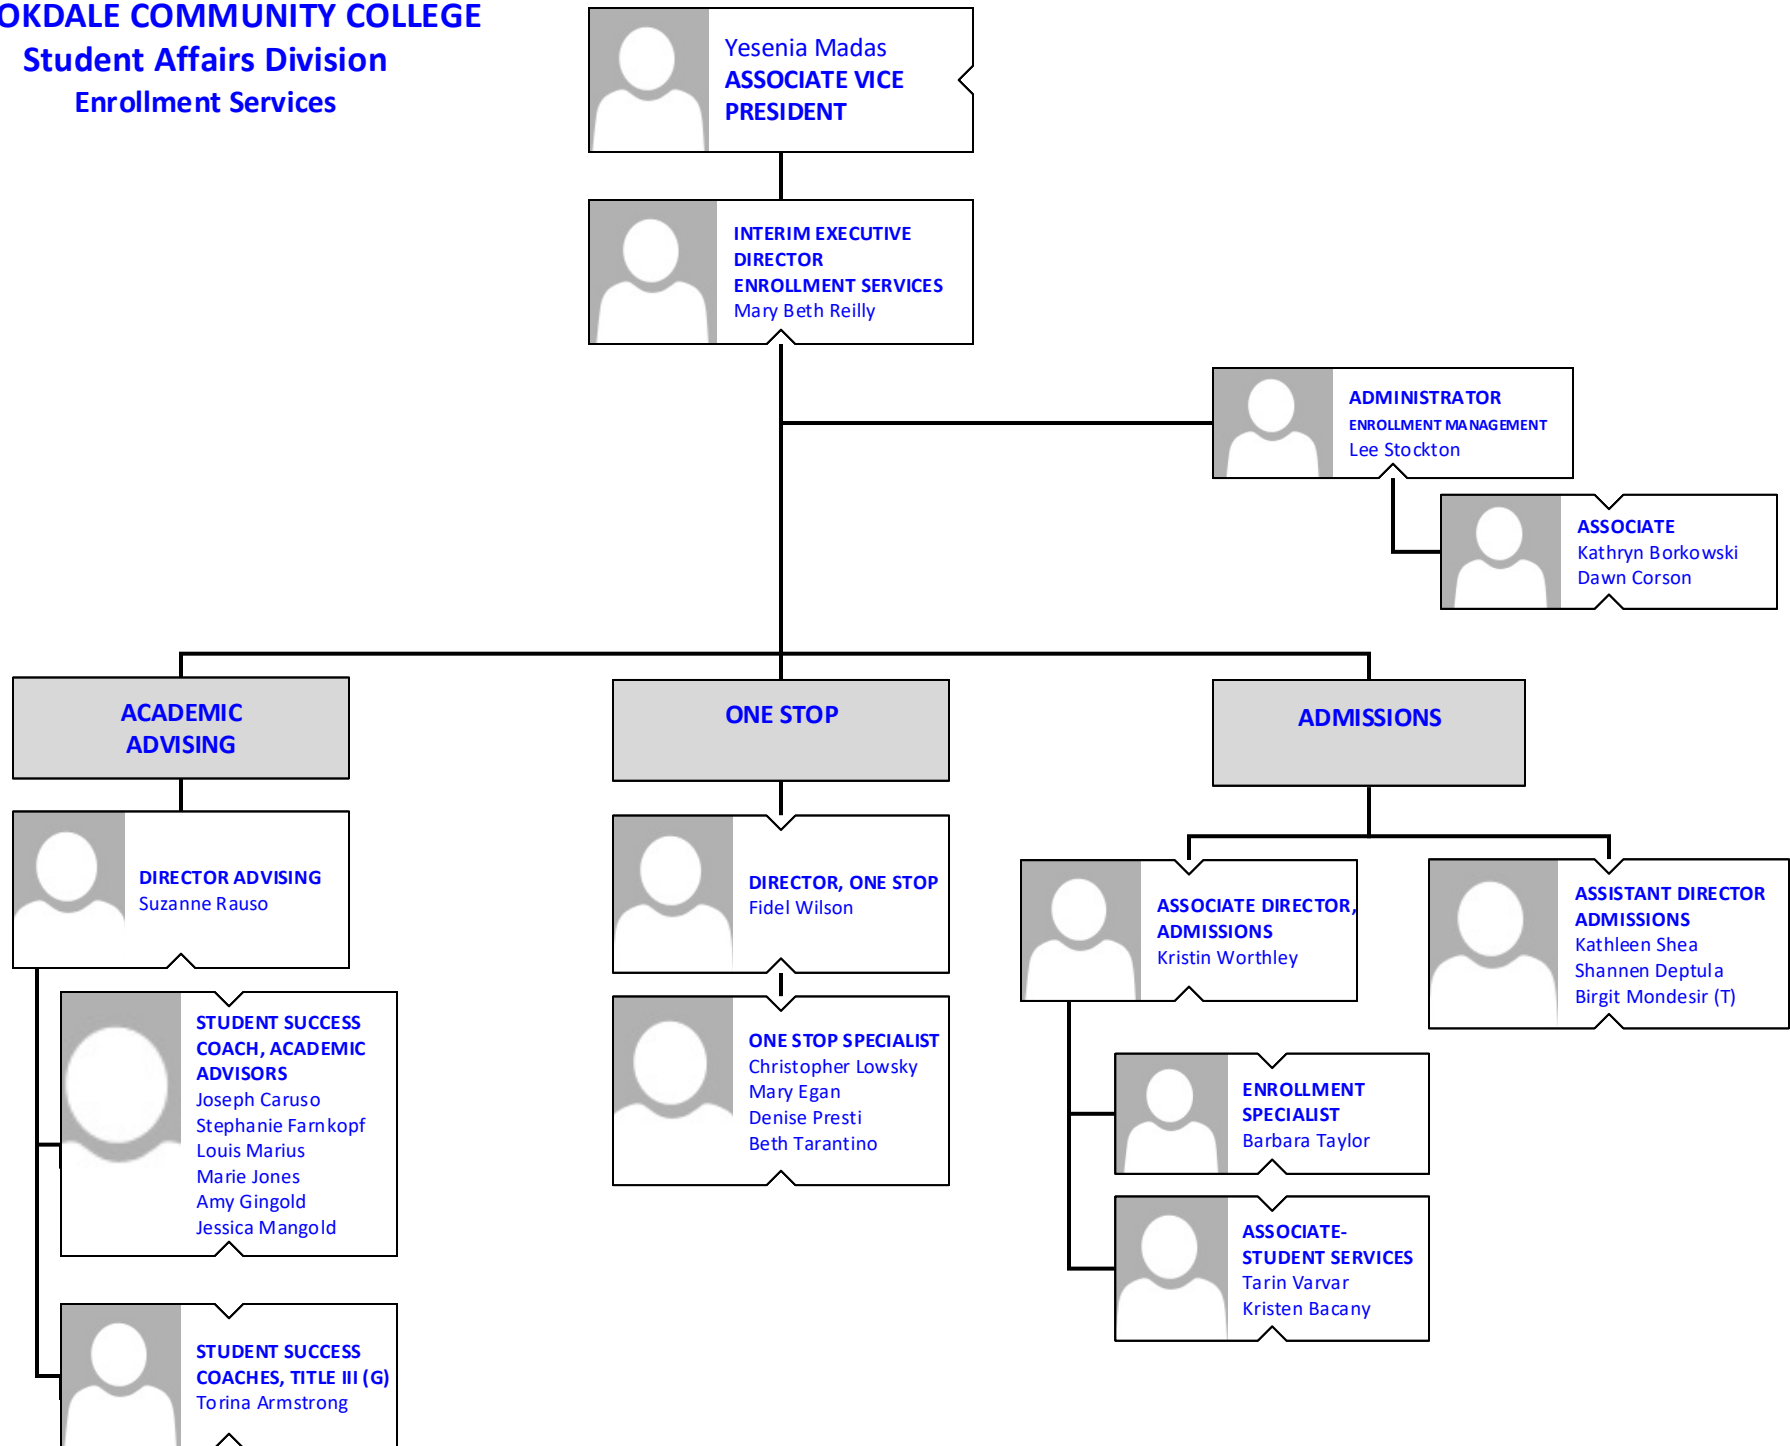 OKDALE COMMUNITY COLLEGE
Student Affairs Division
Enrollment Services
Yesenia Madas
ASSOCIATE VICE
PRESIDENT
INTERIM EXECUTIVE
DIRECTOR
ENROLLMENT SERVICES
Mary Beth Reilly
ADMINISTRATOR
ENROLLMENT MANAGEMENT
Lee Stockton
ASSOCIATE
Kathryn Borkowski
Dawn Corson
ACADEMIC
ADVISING
DIRECTOR ADVISING
Suzanne Rauso
STUDENT SUCCESS
COACH, ACADEMIC
ADVISORS
Joseph Caruso
Stephanie Farnkopf
Louis Marius
Marie Jones
Amy Gingold
Jessica Mangold
STUDENT SUCCESS
COACHES, TITLE III (G)
Torina Armstrong
ONE STOP
DIRECTOR, ONE STOP
Fidel Wilson
ONE STOP SPECIALIST
Christopher Lowsky
Mary Egan
Denise Presti
Beth Tarantino
ADMISSIONS
ASSOCIATE DIRECTOR,
ADMISSIONS
Kristin Worthley
ENROLLMENT
SPECIALIST
Barbara Taylor
ASSOCIATE-
STUDENT SERVICES
Tarin Varvar
Kristen Bacany
ASSISTANT DIRECTOR
ADMISSIONS
Kathleen Shea
Shannen Deptula
Birgit Mondesir (T)